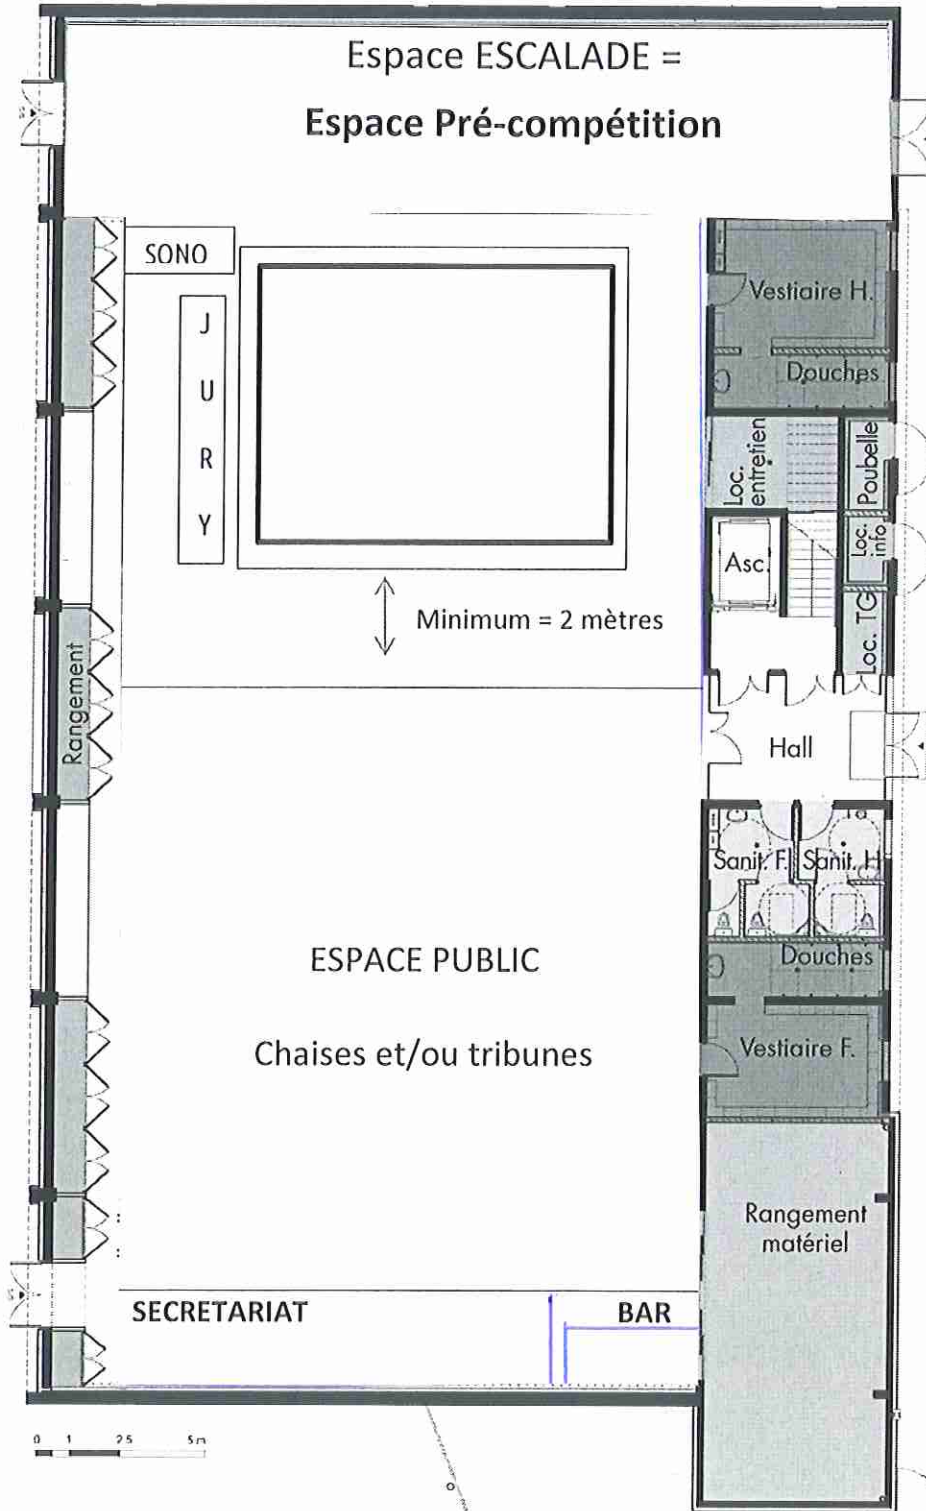 Espace ESCALADE =
Espace Pré-compétition
SONO
JURY
Vestiaire H.
Douches
Loc. entretien
Poubelle
Asc.
Loc. info
Loc. TG
Minimum = 2 mètres
Rangement
Hall
Sanit. F.
Sanit. H
ESPACE PUBLIC
Douches
Chaises et/ou tribunes
Vestiaire F.
Rangement
matériel
SECRETARIAT
BAR
0 1 2.5 5 m